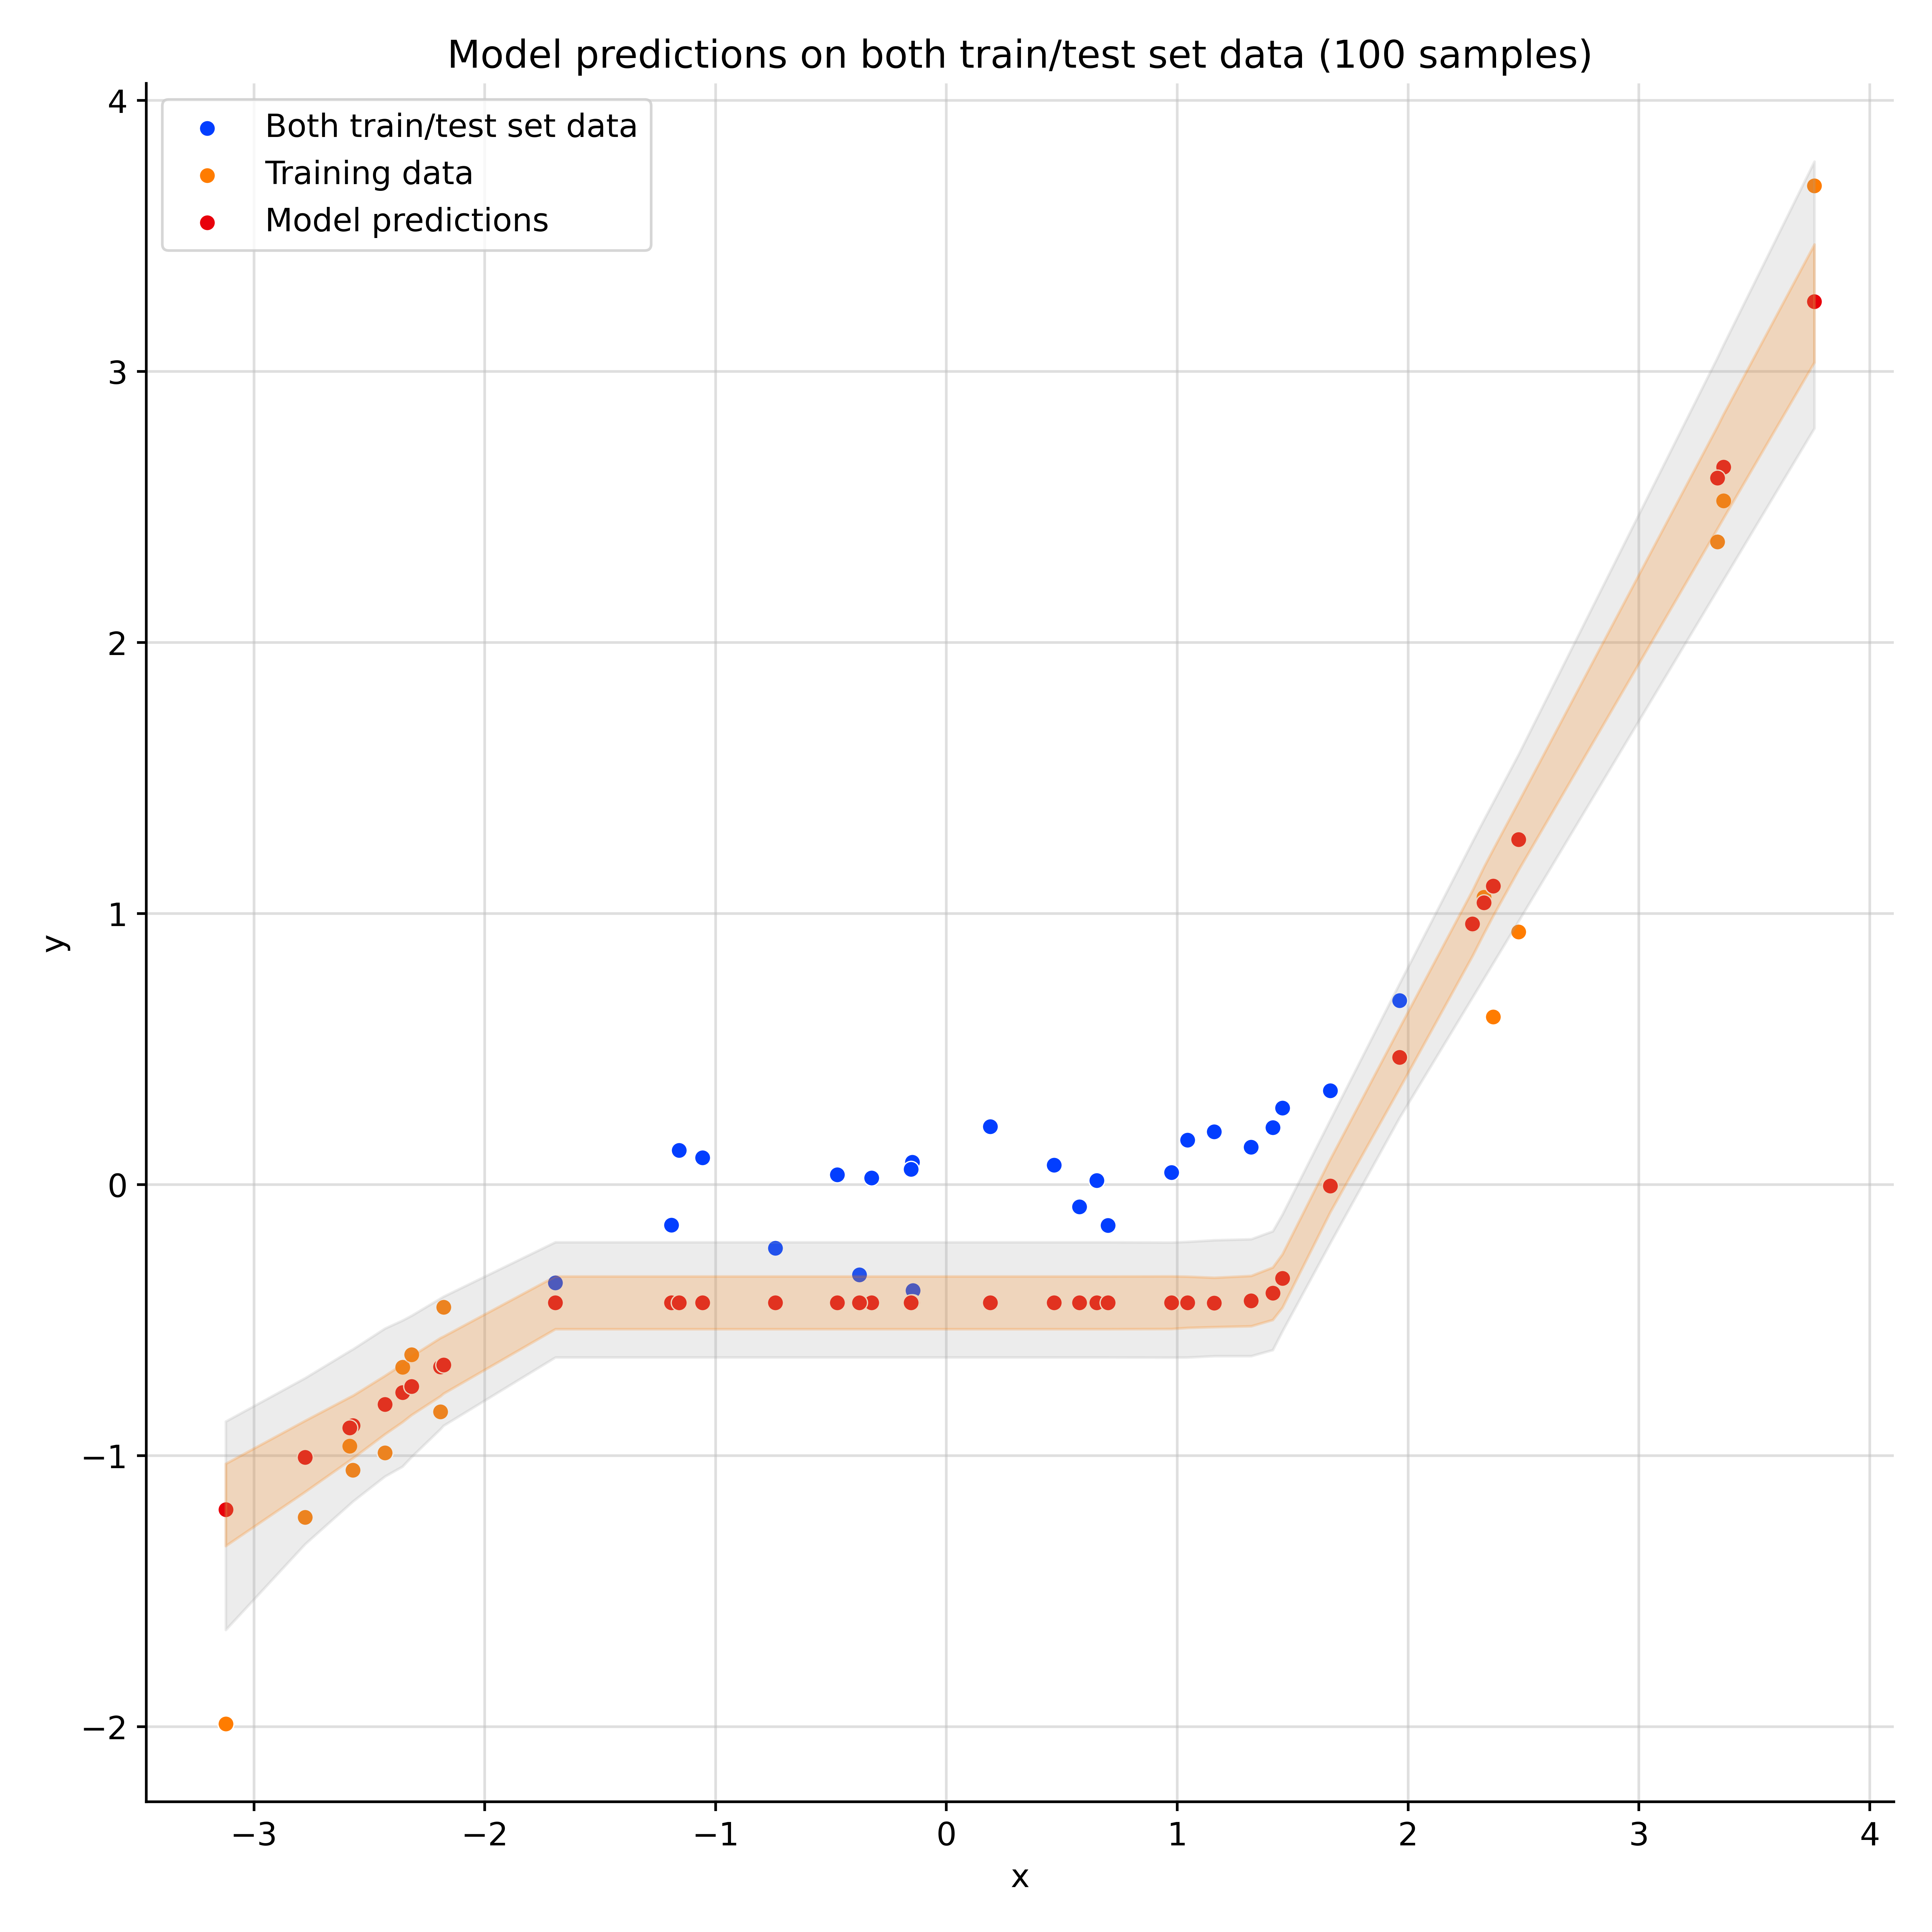 Model predictions on both train/test set data (100 samples)
Both train/test set data
Training data
Model predictions
4
3
2
1
0
−1
−2
y
−3 −2 −1 0 1 2 3 4
x